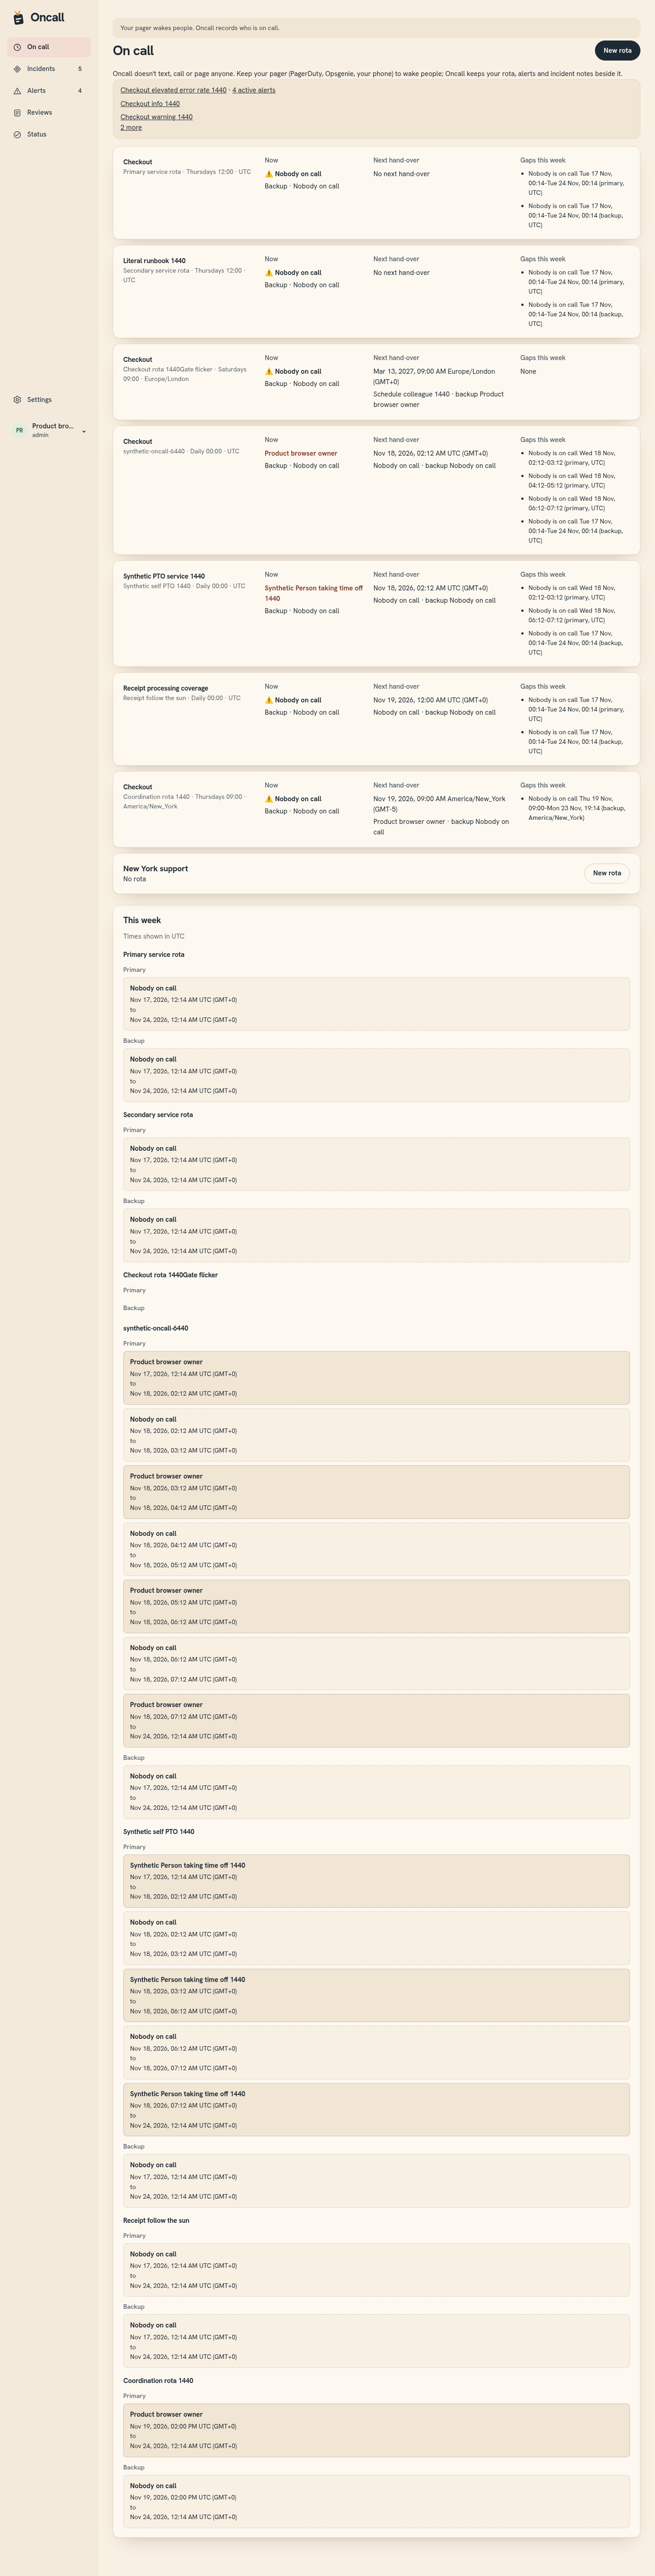 Oncall
On call
Incidents 5
Alerts 4
Reviews
Status
Settings
PR
Product bro...
admin
Your pager wakes people. Oncall records who is on call.
On call
New rota
Oncall doesn't text, call or page anyone. Keep your pager (PagerDuty, Opsgenie, your phone) to wake people; Oncall keeps your rota, alerts and incident notes beside it.
Checkout elevated error rate 1440 · 4 active alerts
Checkout info 1440
Checkout warning 1440
2 more
Checkout
Primary service rota · Thursdays 12:00 · UTC
Now
⚠️ Nobody on call
Backup · Nobody on call
Next hand-over
No next hand-over
Gaps this week
• Nobody is on call Tue 17 Nov,
00:14–Tue 24 Nov, 00:14 (primary,
UTC)
• Nobody is on call Tue 17 Nov,
00:14–Tue 24 Nov, 00:14 (backup,
UTC)
Literal runbook 1440
Secondary service rota · Thursdays 12:00 ·
UTC
Now
⚠️ Nobody on call
Backup · Nobody on call
Next hand-over
No next hand-over
Gaps this week
• Nobody is on call Tue 17 Nov,
00:14–Tue 24 Nov, 00:14 (primary,
UTC)
• Nobody is on call Tue 17 Nov,
00:14–Tue 24 Nov, 00:14 (backup,
UTC)
Checkout
Checkout rota 1440Gate flicker · Saturdays
09:00 · Europe/London
Now
⚠️ Nobody on call
Backup · Nobody on call
Next hand-over
Mar 13, 2027, 09:00 AM Europe/London
(GMT+0)
Schedule colleague 1440 · backup Product
browser owner
Gaps this week
None
Checkout
synthetic-oncall-6440 · Daily 00:00 · UTC
Now
Product browser owner
Backup · Nobody on call
Next hand-over
Nov 18, 2026, 02:12 AM UTC (GMT+0)
Nobody on call · backup Nobody on call
Gaps this week
• Nobody is on call Wed 18 Nov,
02:12–03:12 (primary, UTC)
• Nobody is on call Wed 18 Nov,
04:12–05:12 (primary, UTC)
• Nobody is on call Wed 18 Nov,
06:12–07:12 (primary, UTC)
• Nobody is on call Tue 17 Nov,
00:14–Tue 24 Nov, 00:14 (backup,
UTC)
Synthetic PTO service 1440
Synthetic self PTO 1440 · Daily 00:00 · UTC
Now
Synthetic Person taking time off
1440
Backup · Nobody on call
Next hand-over
Nov 18, 2026, 02:12 AM UTC (GMT+0)
Nobody on call · backup Nobody on call
Gaps this week
• Nobody is on call Wed 18 Nov,
02:12–03:12 (primary, UTC)
• Nobody is on call Wed 18 Nov,
06:12–07:12 (primary, UTC)
• Nobody is on call Tue 17 Nov,
00:14–Tue 24 Nov, 00:14 (backup,
UTC)
Receipt processing coverage
Receipt follow the sun · Daily 00:00 · UTC
Now
⚠️ Nobody on call
Backup · Nobody on call
Next hand-over
Nov 19, 2026, 12:00 AM UTC (GMT+0)
Nobody on call · backup Nobody on call
Gaps this week
• Nobody is on call Tue 17 Nov,
00:14–Tue 24 Nov, 00:14 (primary,
UTC)
• Nobody is on call Tue 17 Nov,
00:14–Tue 24 Nov, 00:14 (backup,
UTC)
Checkout
Coordination rota 1440 · Thursdays 09:00 ·
America/New_York
Now
⚠️ Nobody on call
Backup · Nobody on call
Next hand-over
Nov 19, 2026, 09:00 AM America/New_York
(GMT-5)
Product browser owner · backup Nobody on
call
Gaps this week
• Nobody is on call Thu 19 Nov,
09:00–Mon 23 Nov, 19:14 (backup,
America/New_York)
New York support
No rota
New rota
This week
Times shown in UTC
Primary service rota
Primary
Nobody on call
Nov 17, 2026, 12:14 AM UTC (GMT+0)
to
Nov 24, 2026, 12:14 AM UTC (GMT+0)
Backup
Nobody on call
Nov 17, 2026, 12:14 AM UTC (GMT+0)
to
Nov 24, 2026, 12:14 AM UTC (GMT+0)
Secondary service rota
Primary
Nobody on call
Nov 17, 2026, 12:14 AM UTC (GMT+0)
to
Nov 24, 2026, 12:14 AM UTC (GMT+0)
Backup
Nobody on call
Nov 17, 2026, 12:14 AM UTC (GMT+0)
to
Nov 24, 2026, 12:14 AM UTC (GMT+0)
Checkout rota 1440Gate flicker
Primary
Backup
synthetic-oncall-6440
Primary
Product browser owner
Nov 17, 2026, 12:14 AM UTC (GMT+0)
to
Nov 18, 2026, 02:12 AM UTC (GMT+0)
Nobody on call
Nov 18, 2026, 02:12 AM UTC (GMT+0)
to
Nov 18, 2026, 03:12 AM UTC (GMT+0)
Product browser owner
Nov 18, 2026, 03:12 AM UTC (GMT+0)
to
Nov 18, 2026, 04:12 AM UTC (GMT+0)
Nobody on call
Nov 18, 2026, 04:12 AM UTC (GMT+0)
to
Nov 18, 2026, 05:12 AM UTC (GMT+0)
Product browser owner
Nov 18, 2026, 05:12 AM UTC (GMT+0)
to
Nov 18, 2026, 06:12 AM UTC (GMT+0)
Nobody on call
Nov 18, 2026, 06:12 AM UTC (GMT+0)
to
Nov 18, 2026, 07:12 AM UTC (GMT+0)
Product browser owner
Nov 18, 2026, 07:12 AM UTC (GMT+0)
to
Nov 24, 2026, 12:14 AM UTC (GMT+0)
Backup
Nobody on call
Nov 17, 2026, 12:14 AM UTC (GMT+0)
to
Nov 24, 2026, 12:14 AM UTC (GMT+0)
Synthetic self PTO 1440
Primary
Synthetic Person taking time off 1440
Nov 17, 2026, 12:14 AM UTC (GMT+0)
to
Nov 18, 2026, 02:12 AM UTC (GMT+0)
Nobody on call
Nov 18, 2026, 02:12 AM UTC (GMT+0)
to
Nov 18, 2026, 03:12 AM UTC (GMT+0)
Synthetic Person taking time off 1440
Nov 18, 2026, 03:12 AM UTC (GMT+0)
to
Nov 18, 2026, 06:12 AM UTC (GMT+0)
Nobody on call
Nov 18, 2026, 06:12 AM UTC (GMT+0)
to
Nov 18, 2026, 07:12 AM UTC (GMT+0)
Synthetic Person taking time off 1440
Nov 18, 2026, 07:12 AM UTC (GMT+0)
to
Nov 24, 2026, 12:14 AM UTC (GMT+0)
Backup
Nobody on call
Nov 17, 2026, 12:14 AM UTC (GMT+0)
to
Nov 24, 2026, 12:14 AM UTC (GMT+0)
Receipt follow the sun
Primary
Nobody on call
Nov 17, 2026, 12:14 AM UTC (GMT+0)
to
Nov 24, 2026, 12:14 AM UTC (GMT+0)
Backup
Nobody on call
Nov 17, 2026, 12:14 AM UTC (GMT+0)
to
Nov 24, 2026, 12:14 AM UTC (GMT+0)
Coordination rota 1440
Primary
Product browser owner
Nov 19, 2026, 02:00 PM UTC (GMT+0)
to
Nov 24, 2026, 12:14 AM UTC (GMT+0)
Backup
Nobody on call
Nov 19, 2026, 02:00 PM UTC (GMT+0)
to
Nov 24, 2026, 12:14 AM UTC (GMT+0)